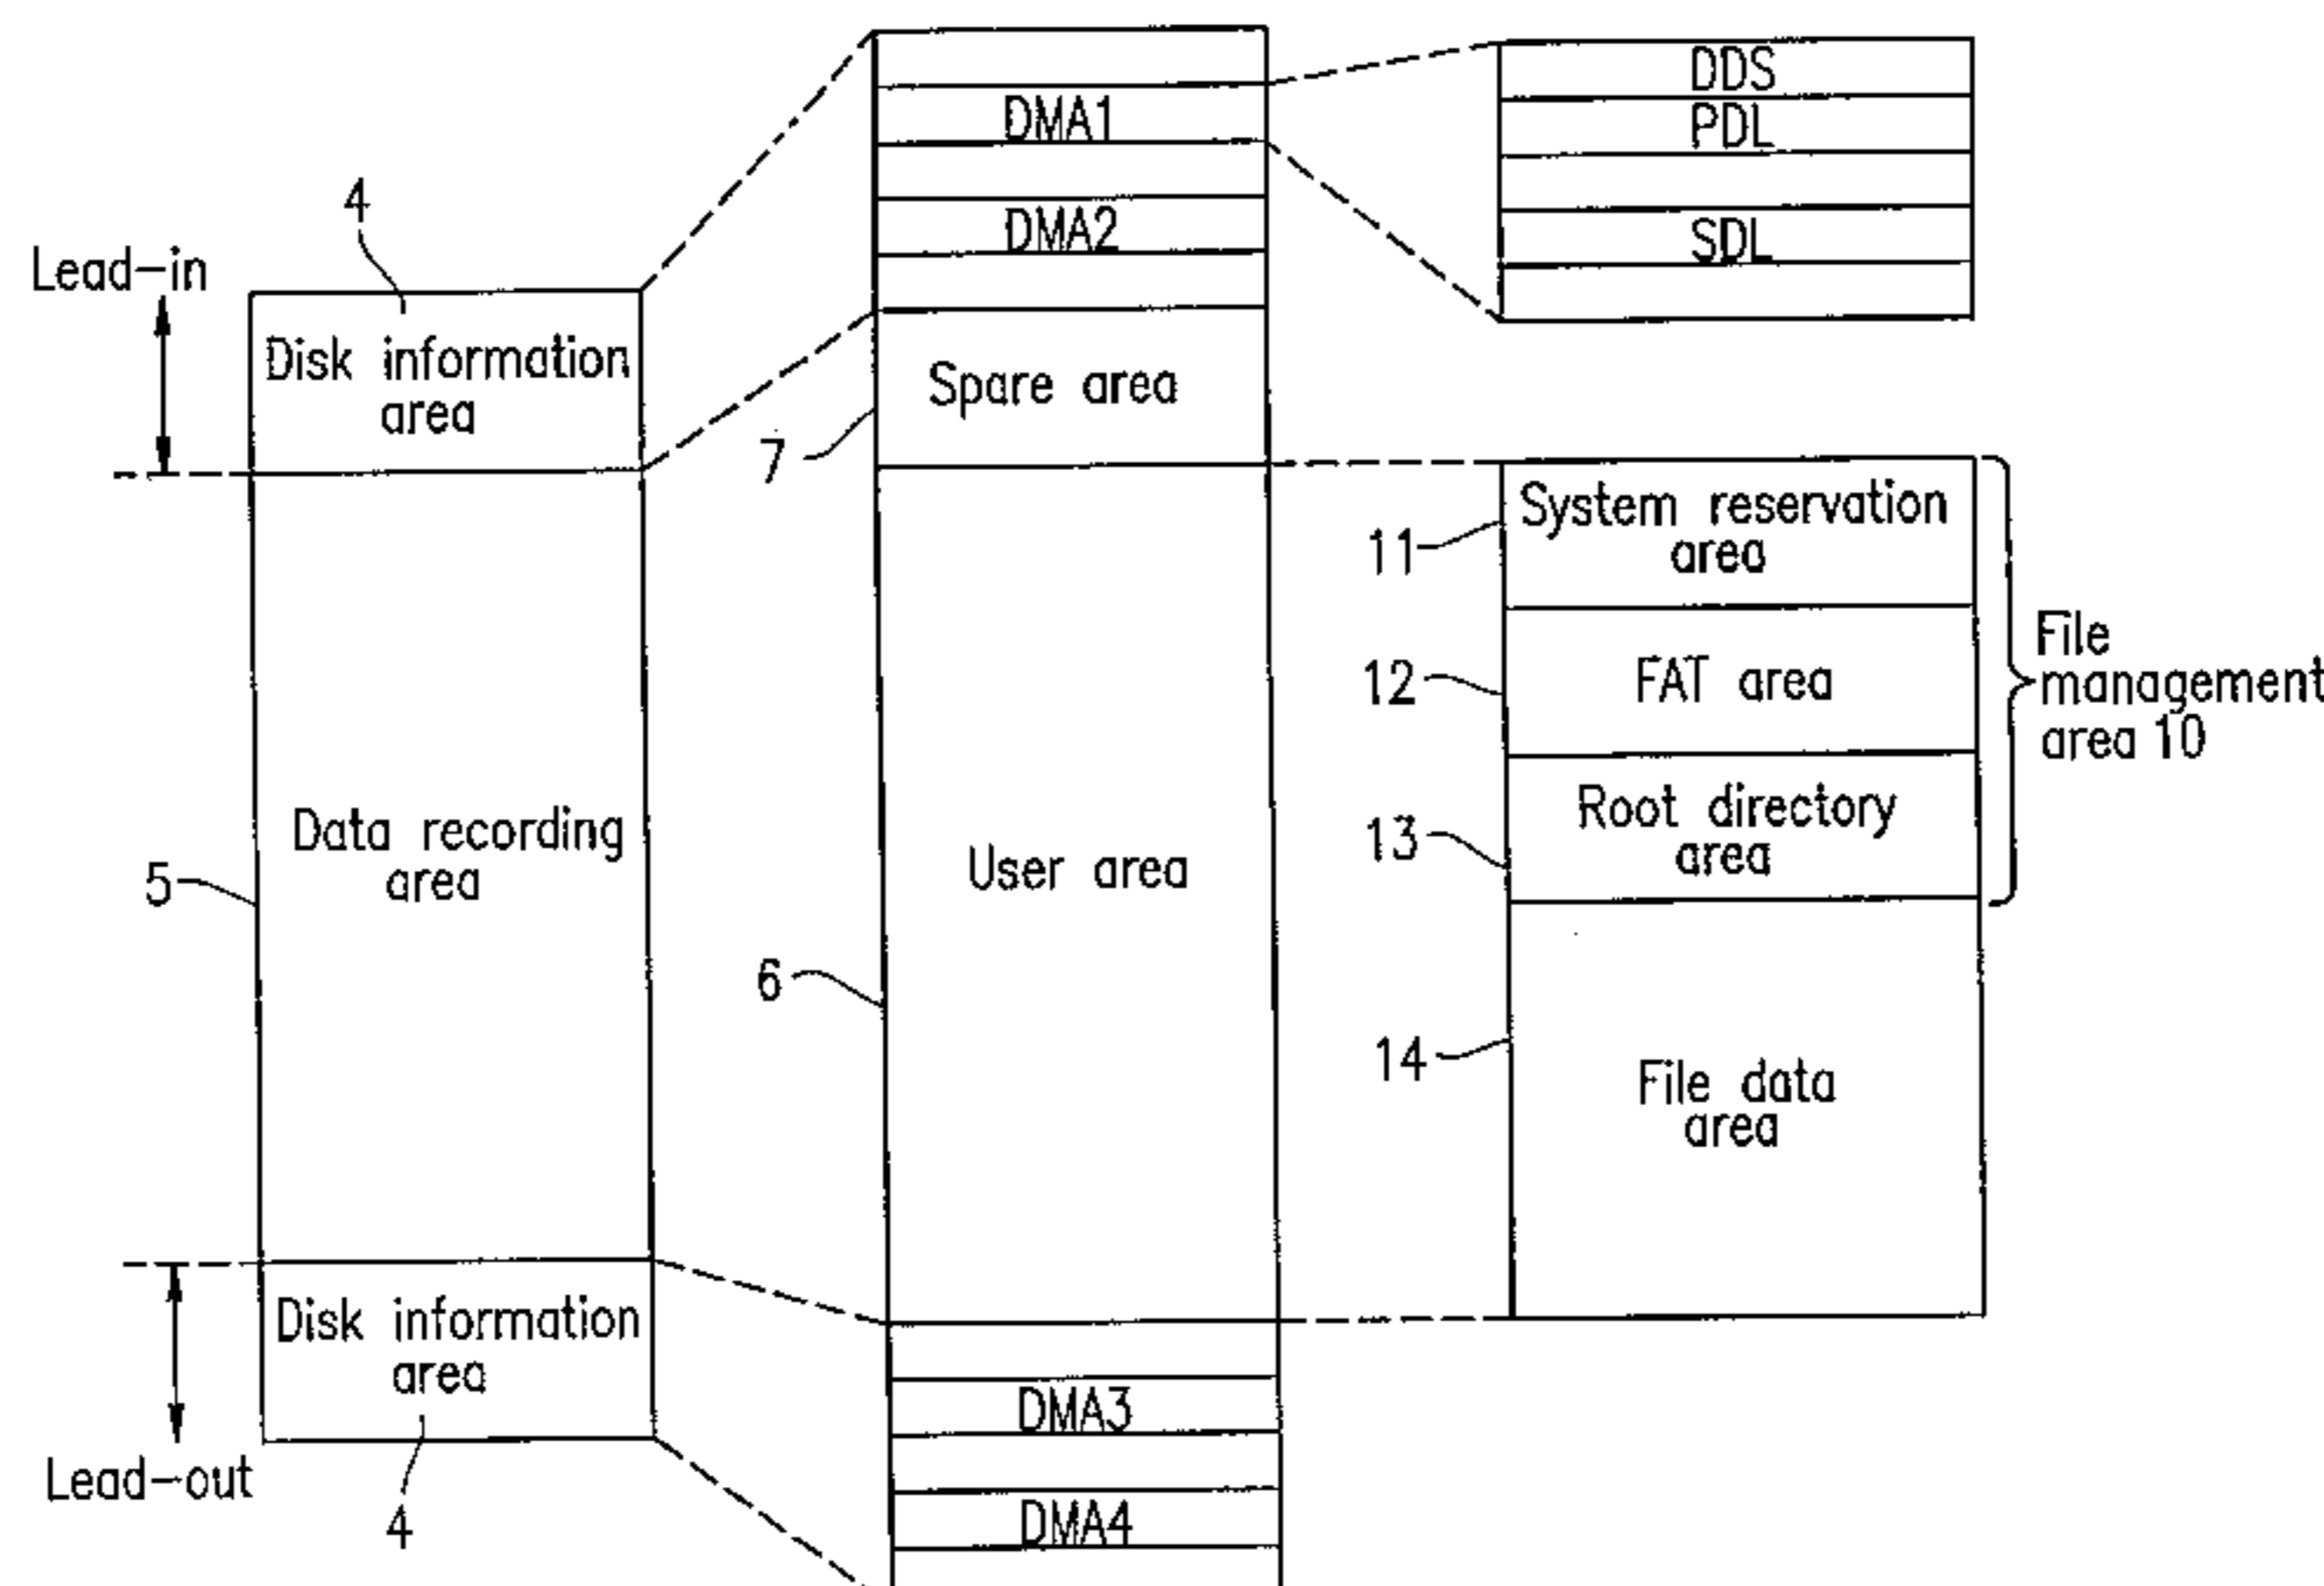 Lead-in
4
Disk information
area
5
Data recording
area
Disk information
area
4
Lead-out
DMA1
DMA2
Spare area
7
User area
6
DMA3
DMA4
DDS
PDL
SDL
System reservation
area
11
FAT area
12
Root directory
area
13
File data
area
14
File
management
area 10